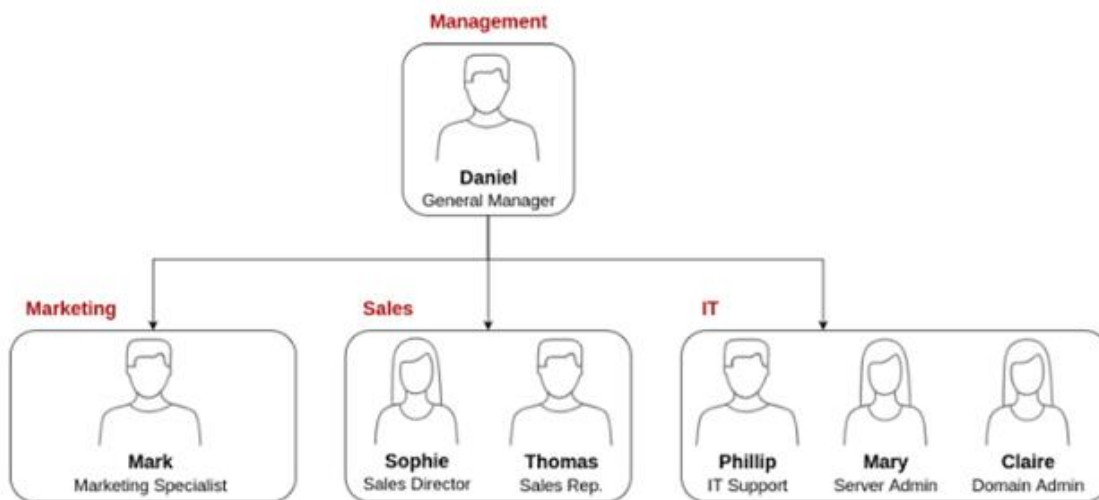 Management
Daniel
General Manager
Marketing
Sales
IT
Mark
Marketing Specialist
Sophie
Sales Director
Thomas
Sales Rep.
Phillip
IT Support
Mary
Server Admin
Claire
Domain Admin